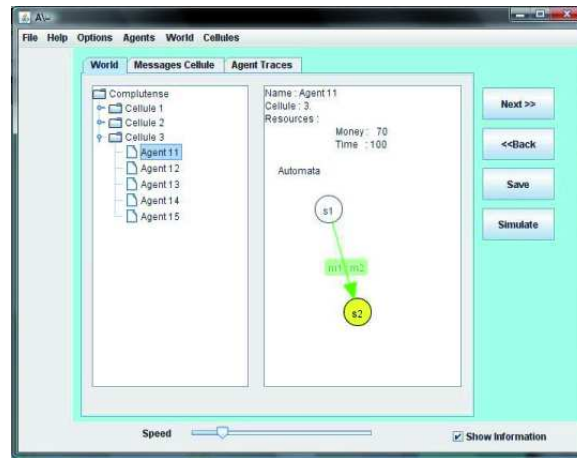 A\~
File Help Options Agents World Cellules
World Messages Cellule Agent Traces
Complutense
Cellule 1
Cellule 2
Cellule 3
Agent 11
Agent 12
Agent 13
Agent 14
Agent 15
Name : Agent 11
Cellule : 3.
Resources :
Money : 70
Time : 100
Automata
s1
m1 m2
s2
Next >>
<<Back
Save
Simulate
Speed
Show Information